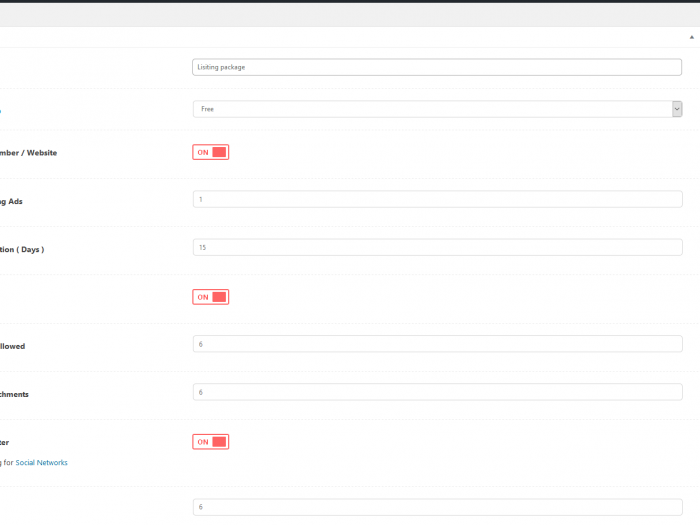 Lisiting package
Free
mber / Website
ON
g Ads
1
tion ( Days )
15
ON
llowed
6
chments
6
ter
ON
g for Social Networks
6